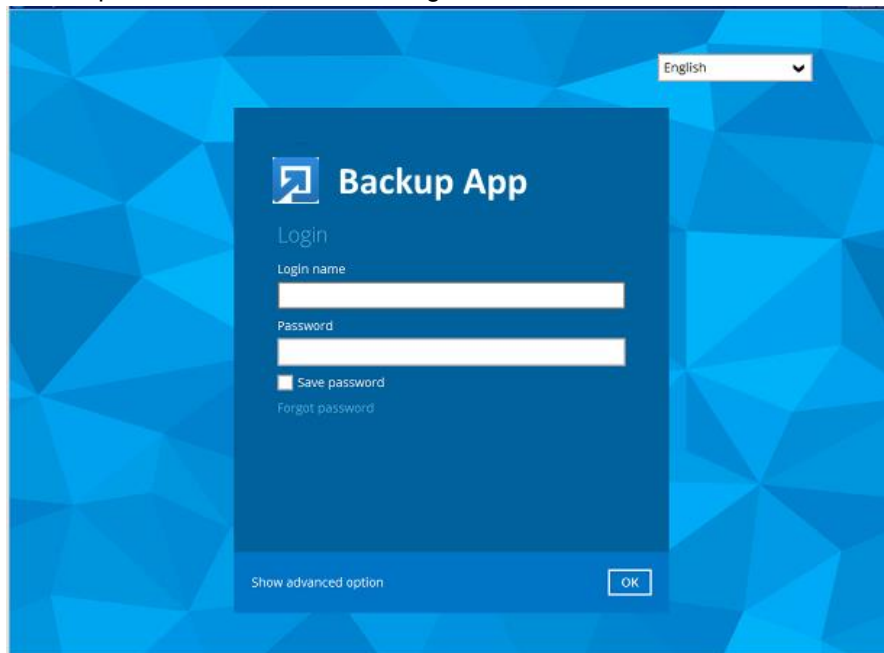 English
Backup App
Login
Login name
Password
Save password
Forgot password
Show advanced option
OK